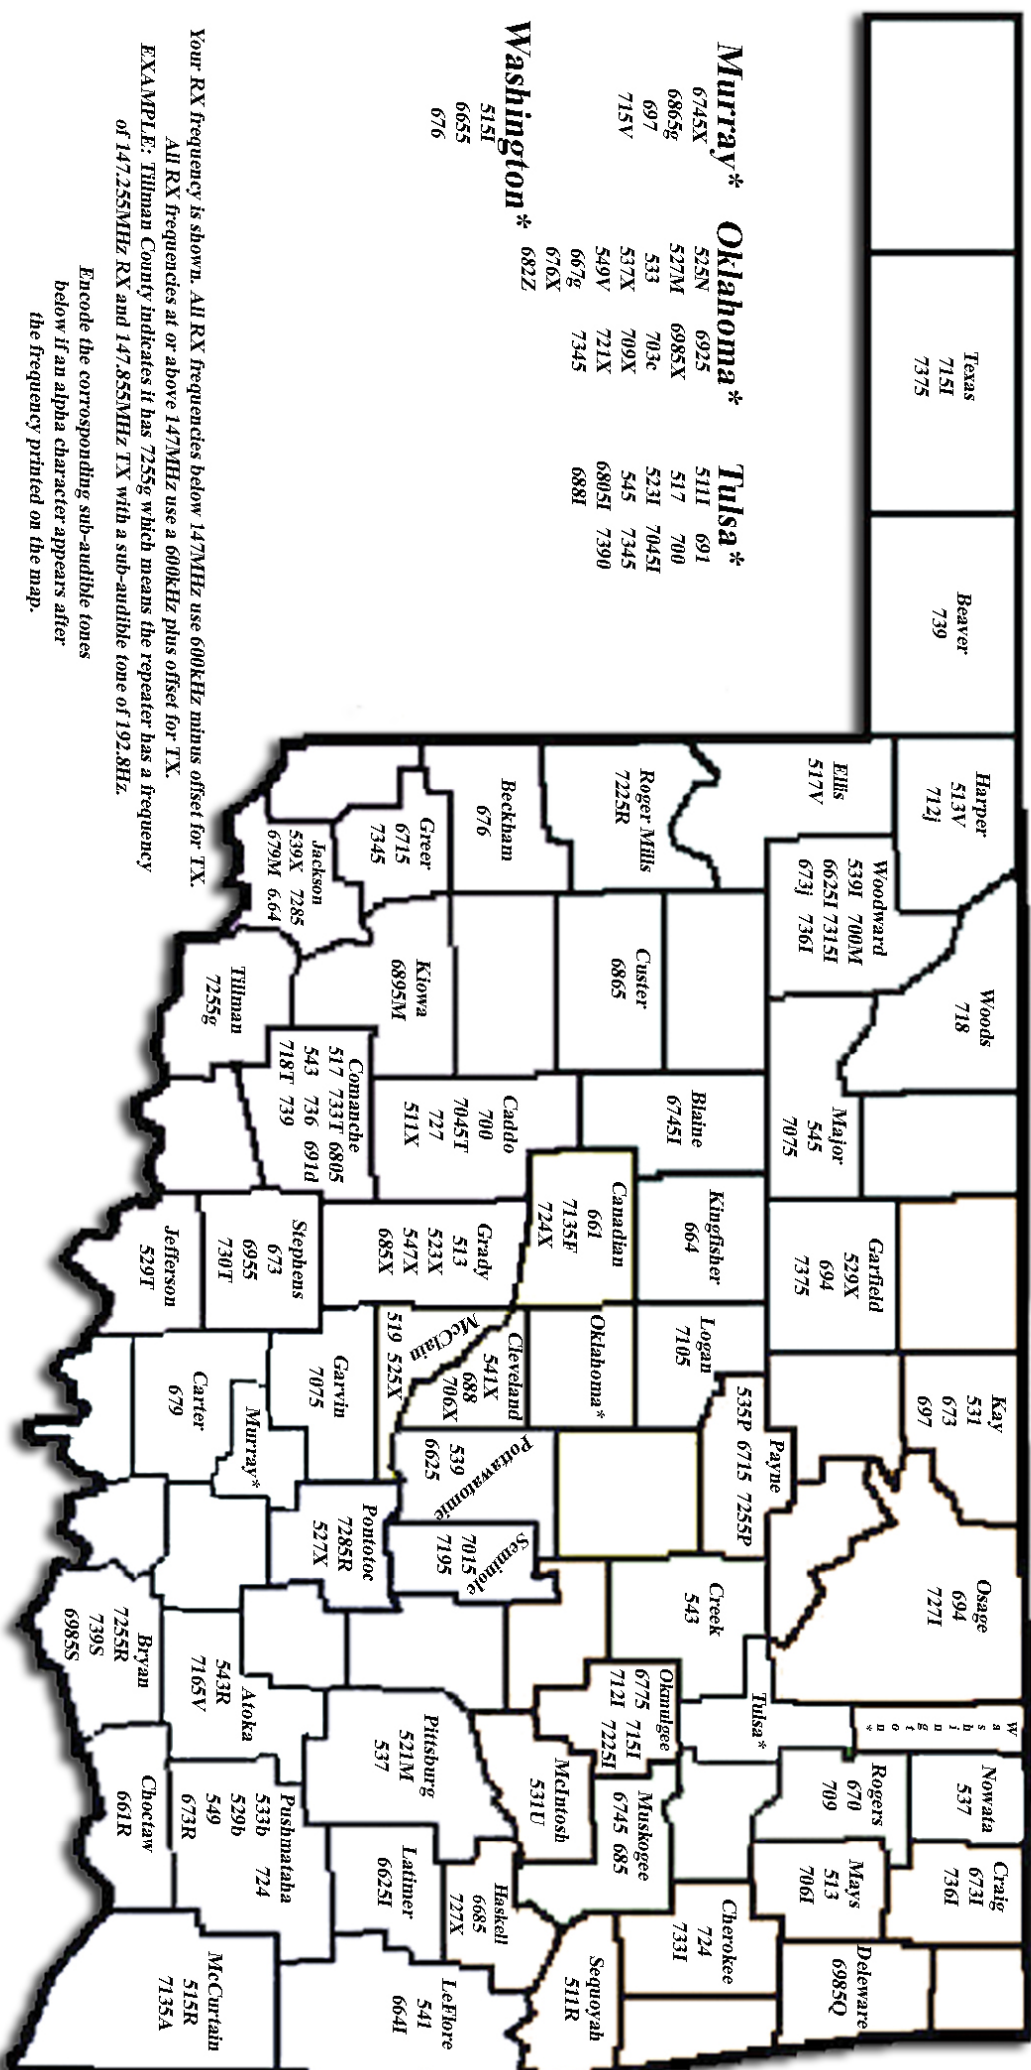 Texas
715I
7375
Beaver
739
Harper
513V
712j
Woods
718
Kay
531
673
697
Osage
694
727I
Washington*
Nowata
537
Craig
673I
736I
Ellis
517V
Woodward
539I 700M
6625I 7315I
673j 736I
Major
545
7075
Garfield
529X
694
7375
Payne
535P 6715 7255P
Tulsa*
Rogers
670
709
Mays
513
706I
Deleware
6985Q
Roger Mills
7225R
Custer
6865
Blaine
6745I
Kingfisher
664
Logan
7105
Creek
543
Okmulgee
6775 715I
712I 7225I
Muskogee
6745 685
Cherokee
724
733I
Beckham
676
Caddo
700
7045T
727
511X
Canadian
661
7135F
724X
Oklahoma*
Cleveland
541X
688
706X
McClain
519 525X
Pottawatomie
539
6625
Seminole
7015
7195
McIntosh
531U
Sequoyah
511R
Greer
6715
7345
Kiowa
6895M
Grady
513
523X
547X
685X
Garvin
7075
Pontotoc
7285R
527X
Pittsburg
521M
537
Haskell
6685
727X
Latimer
6625I
LeFlore
541
664I
Jackson
539X 7285
679M 6.64
Comanche
517 733T 6805
543 736 691d
718T 739
Stephens
673
6955
730T
Murray*
Tillman
7255g
Jefferson
529T
Carter
679
Atoka
543R
7165V
Pushmataha
533b 724
529b
549
673R
McCurtain
515R
7135A
Bryan
7255R
739S
6985S
Choctaw
661R
Murray*
6745X
6865g
697
715V
Oklahoma*
525N 6925
527M 6985X
533 703c
537X 709X
549V 721X
667g 7345
676X
682Z
Tulsa*
511I 691
517 700
523I 7045I
545 7345
6805I 7390
688I
Washington*
515I
6655
676
Your RX frequency is shown. All RX frequencies below 147MHz use 600kHz minus offset for TX.
All RX frequencies at or above 147MHz use a 600kHz plus offset for TX.
EXAMPLE: Tillman County indicates it has 7255g which means the repeater has a frequency
of 147.255MHz RX and 147.855MHz TX with a sub-audible tone of 192.8Hz.
Encode the corrosponding sub-audible tones
below if an alpha character appears after
the frequency printed on the map.